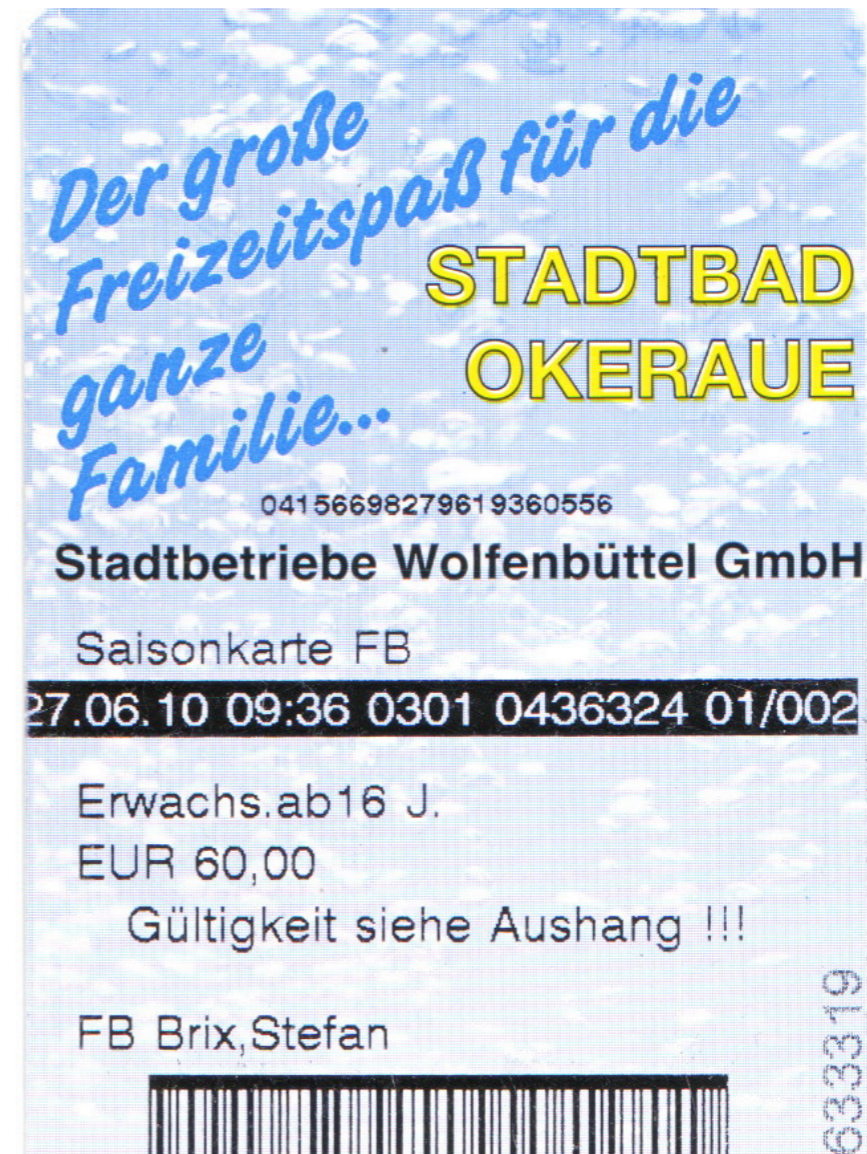 Der große
Freizeitspaß für die
ganze
Familie...
STADTBAD
OKERAUE
04156698279619360556
Stadtbetriebe Wolfenbüttel GmbH
Saisonkarte FB
27.06.10 09:36 0301 0436324 01/002
Erwachs.ab16 J.
EUR 60,00
Gültigkeit siehe Aushang !!!
FB Brix,Stefan
633319